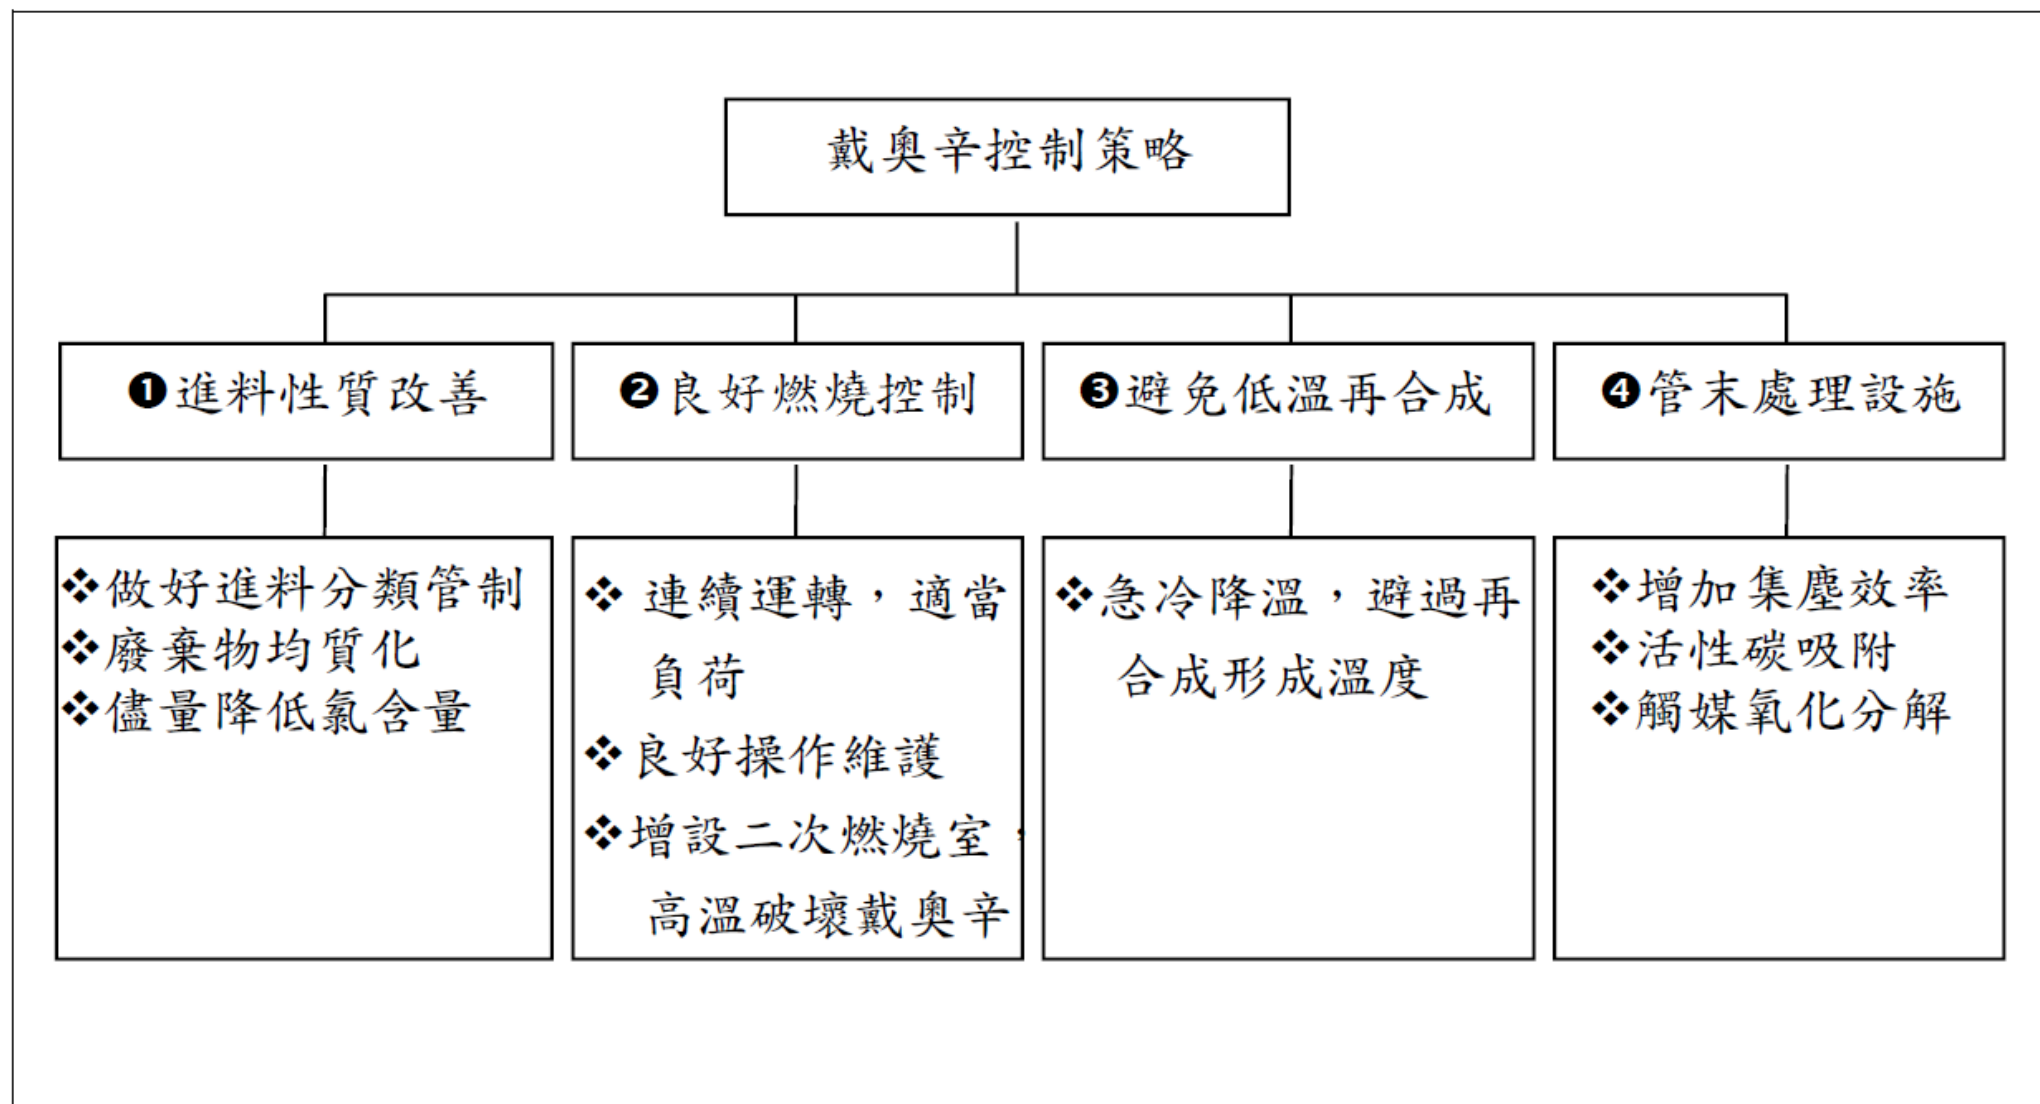 戴奧辛控制策略
❶進料性質改善
❷良好燃燒控制
❸避免低溫再合成
❹管末處理設施
❖做好進料分類管制
❖廢棄物均質化
❖儘量降低氯含量
❖ 連續運轉，適當
負荷
❖良好操作維護
❖增設二次燃燒室，
高溫破壞戴奧辛
❖急冷降溫，避過再
合成形成溫度
❖增加集塵效率
❖活性碳吸附
❖觸媒氧化分解